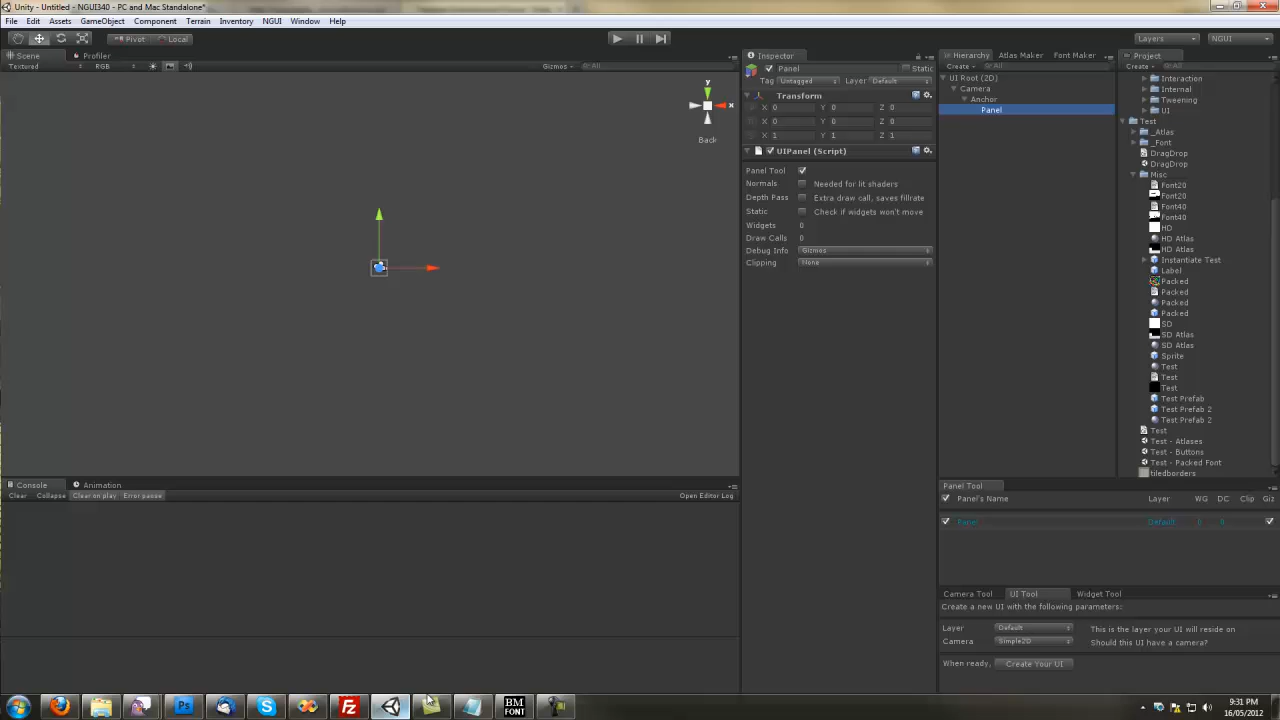 Unity - Untitled - NGUI340 - PC and Mac Standalone*
File Edit Assets GameObject Component Terrain Inventory NGUI Window Help
Pivot Local Layers NGUI
Scene Profiler
Textured RGB Gizmos All
y
x
Back
Inspector
Panel Static
Tag Untagged Layer Default
Transform
X 0 Y 0 Z 0
X 0 Y 0 Z 0
X 1 Y 1 Z 1
UIPanel (Script)
Panel Tool
Normals Needed for lit shaders
Depth Pass Extra draw call, saves fillrate
Static Check if widgets won't move
Widgets 0
Draw Calls 0
Debug Info Gizmos
Clipping None
Hierarchy Atlas Maker Font Maker
Create All
UI Root (2D)
Camera
Anchor
Panel
Project
Create All
Interaction
Internal
Tweening
UI
Test
_Atlas
_Font
DragDrop
DragDrop
Misc
Font20
Font20
Font40
Font40
HD
HD Atlas
HD Atlas
Instantiate Test
Label
Packed
Packed
Packed
Packed
SD
SD Atlas
SD Atlas
Sprite
Test
Test
Test
Test Prefab
Test Prefab 2
Test Prefab 2
Test
Test - Atlases
Test - Buttons
Test - Packed Font
tiledborders
Console Animation
Clear Collapse Clear on play Error pause Open Editor Log
Panel Tool
Panel's Name Layer WG DC Clip Giz
Panel Default 0 0
Camera Tool UI Tool Widget Tool
Create a new UI with the following parameters:
Layer Default This is the layer your UI will reside on
Camera Simple2D Should this UI have a camera?
When ready, Create Your UI
Ps
S
Fz
BM
FONT
9:31 PM
16/05/2012